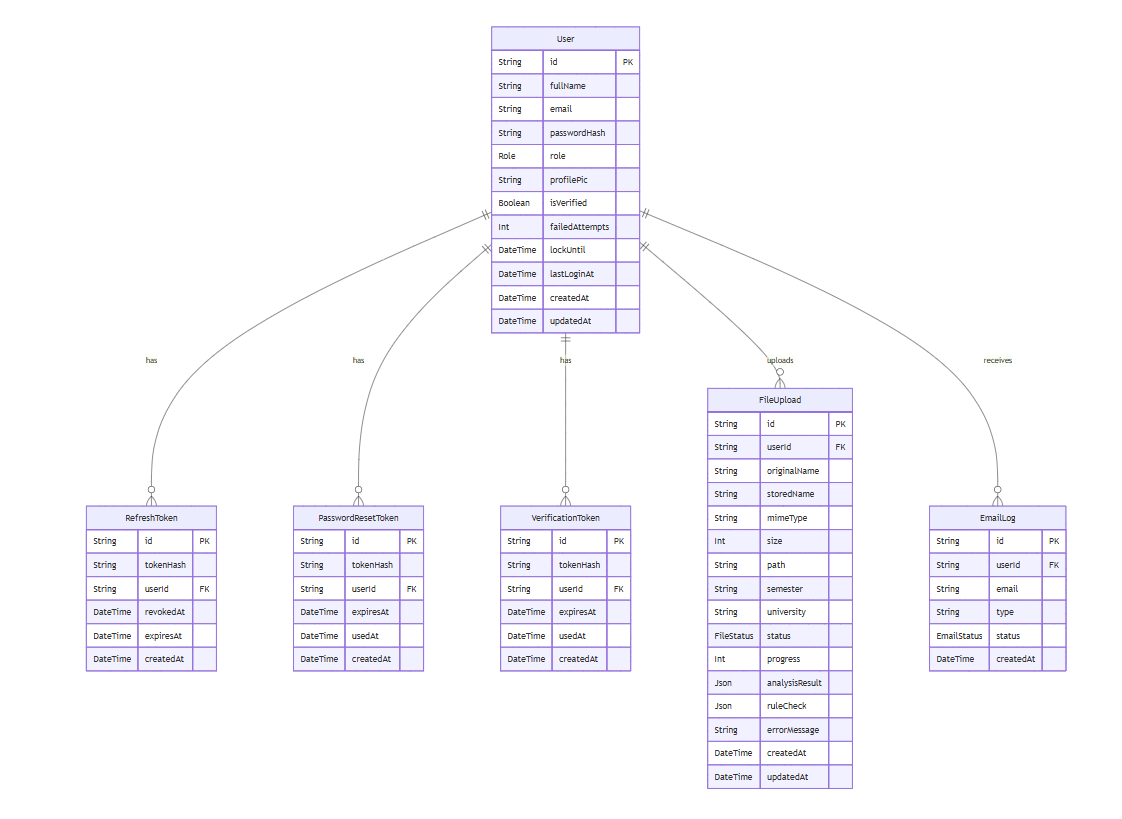 User
String id PK
String fullName
String email
String passwordHash
Role role
String profilePic
Boolean isVerified
Int failedAttempts
DateTime lockUntil
DateTime lastLoginAt
DateTime createdAt
DateTime updatedAt
has
has
has
uploads
receives
RefreshToken
String id PK
String tokenHash
String userId FK
DateTime revokedAt
DateTime expiresAt
DateTime createdAt
PasswordResetToken
String id PK
String tokenHash
String userId FK
DateTime expiresAt
DateTime usedAt
DateTime createdAt
VerificationToken
String id PK
String tokenHash
String userId FK
DateTime expiresAt
DateTime usedAt
DateTime createdAt
FileUpload
String id PK
String userId FK
String originalName
String storedName
String mimeType
Int size
String path
String semester
String university
FileStatus status
Int progress
Json analysisResult
Json ruleCheck
String errorMessage
DateTime createdAt
DateTime updatedAt
EmailLog
String id PK
String userId FK
String email
String type
EmailStatus status
DateTime createdAt